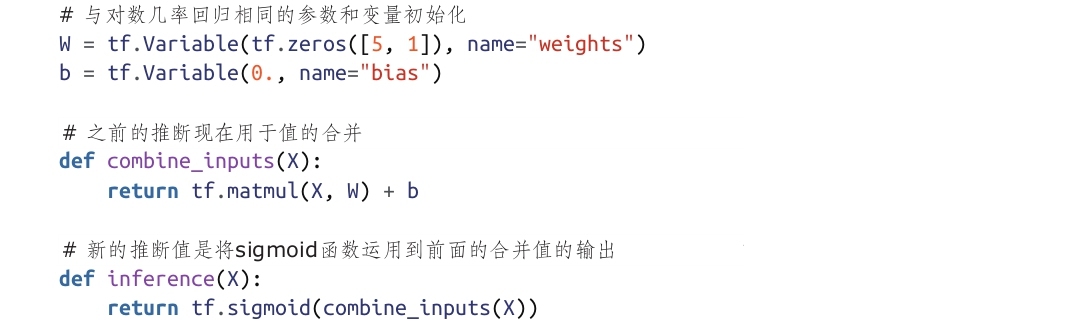 # 与对数几率回归相同的参数和变量初始化
W = tf.Variable(tf.zeros([5, 1]), name="weights")
b = tf.Variable(0., name="bias")
# 之前的推断现在用于值的合并
def combine_inputs(X):
    return tf.matmul(X, W) + b
# 新的推断值是将sigmoid函数运用到前面的合并值的输出
def inference(X):
    return tf.sigmoid(combine_inputs(X))